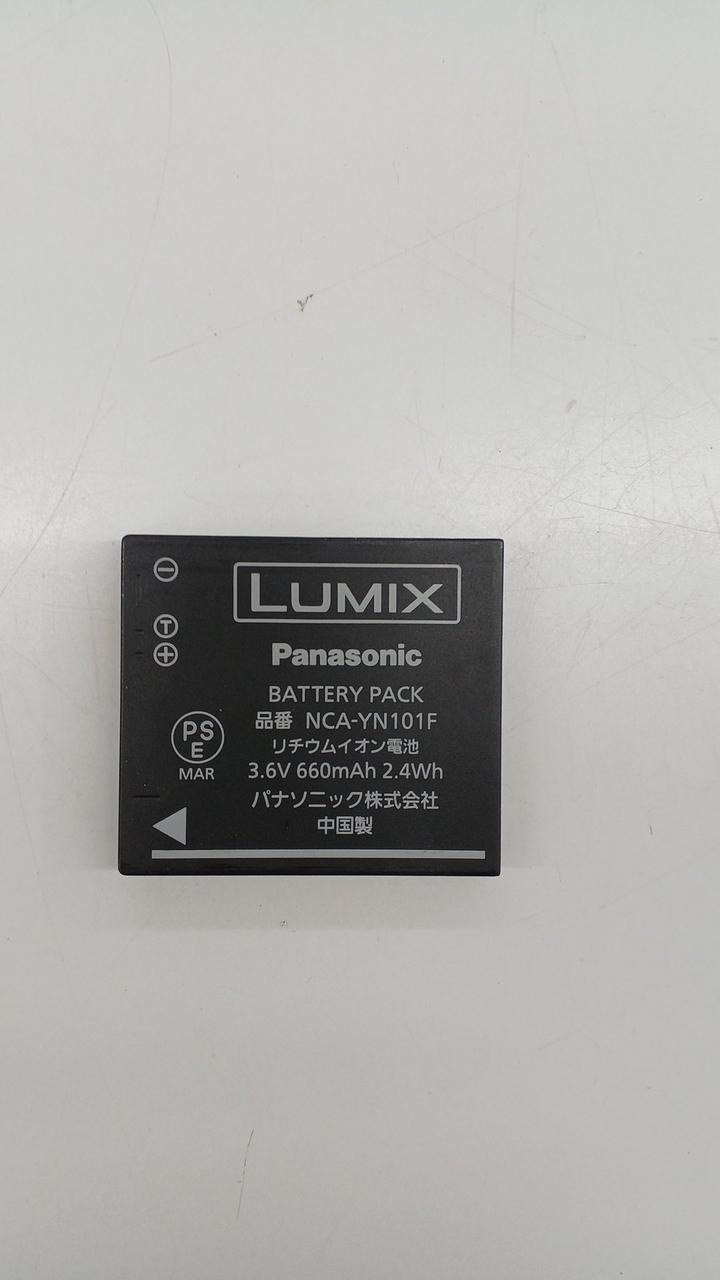 LUMIX
Panasonic
BATTERY PACK
品番 NCA-YN101F
リチウムイオン電池
3.6V 660mAh 2.4Wh
パナソニック株式会社
中国製
T
PS
E
MAR